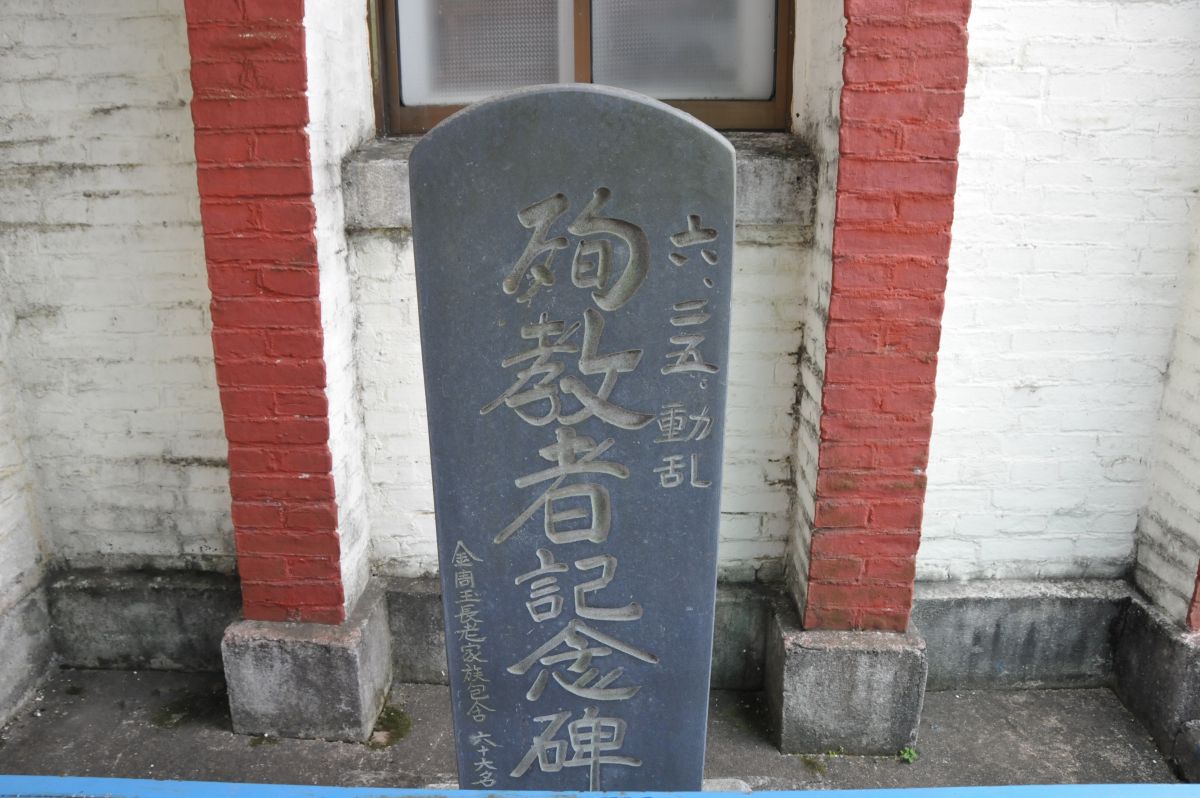 六、二五。動乱
殉教者記念碑
金周玉長老家族包含 六十六名